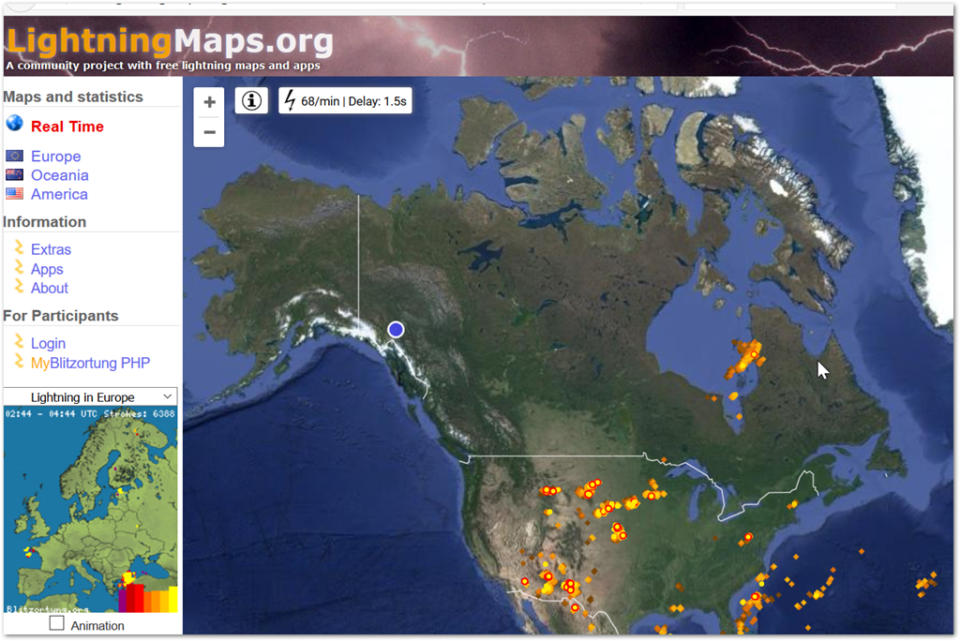 LightningMaps.org
A community project with free lightning maps and apps
Maps and statistics
Real Time
Europe
Oceania
America
Information
Extras
Apps
About
For Participants
Login
MyBlitzortung PHP
Lightning in Europe
02:44 - 04:44 UTC Strokes: 6388
Blitzortung.org
Animation
+
i
68/min | Delay: 1.5s
−